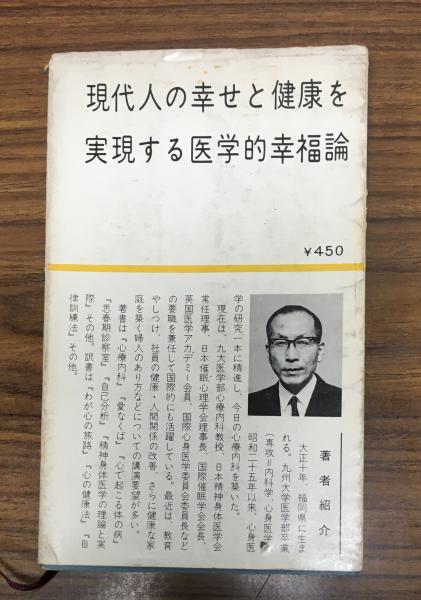 現代人の幸せと健康を
実現する医学的幸福論
￥450
著者紹介
大正十年、福岡県に生ま
れる。九州大学医学部卒業
（専攻＝内科学、心身医学）
昭和二十五年以来、心身医
学の研究一本に精進し、今日の心療内科を築いた。
現在は、九大医学部心療内科教授、日本精神身体医学会
常任理事、日本催眠心理学会理事長、国際催眠学会会長、
英国医学アカデミー会員、国際心身医学委員会委員長など
の要職を兼任して国際的にも活躍している。最近は、教育
やしつけ、社員の健康・人間関係の改善、さらに健康な家
庭を築く婦人のあり方などについての講演要望が多い。
著書は『心療内科』『愛なくば』『心で起こる体の病』
『思春期診察室』『自己分析』『精神身体医学の理論と実
際』その他。訳書は『わが心の旅路』『心の健康法』『自
律訓練法』その他。